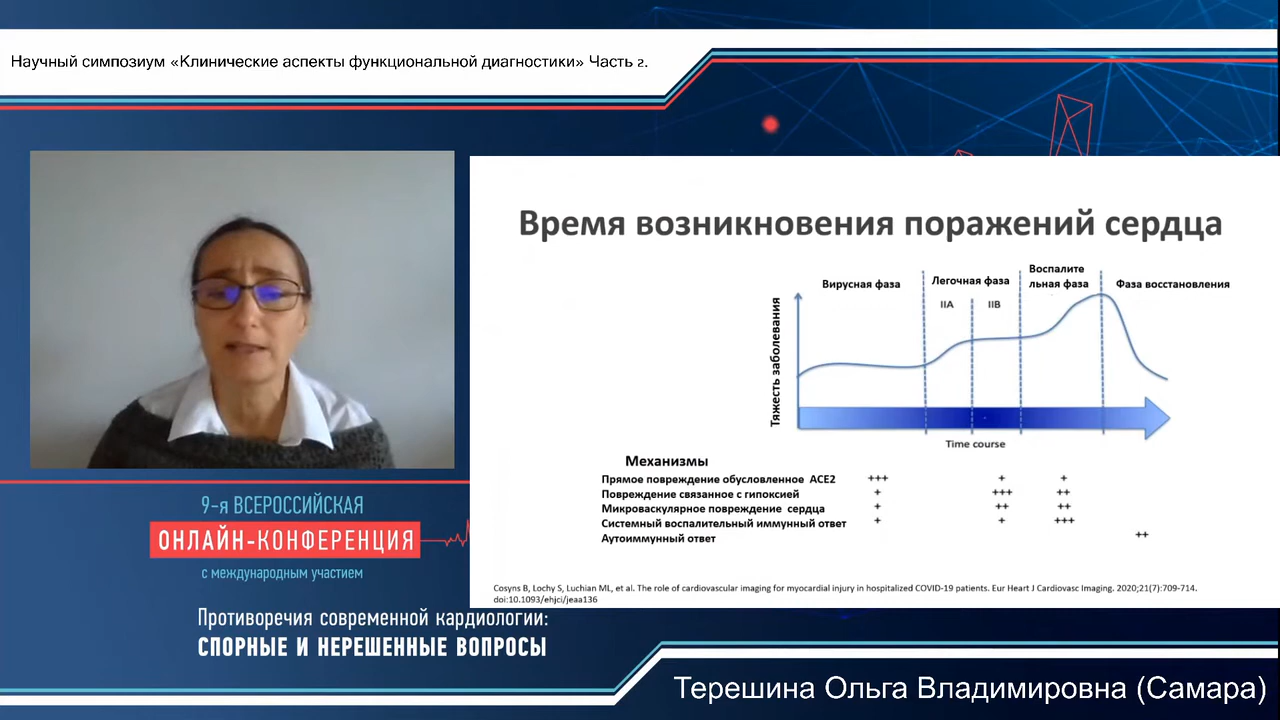 Научный симпозиум «Клинические аспекты функциональной диагностики» Часть 2.
Время возникновения поражений сердца
Вирусная фаза
Легочная фаза
Воспалите
льная фаза
Фаза восстановления
IIA
IIB
Тяжесть заболевания
Time course
Механизмы
Прямое повреждение обусловленное ACE2 +++ + +
Повреждение связанное с гипоксией + +++ ++
Микроваскулярное повреждение сердца + ++ ++
Системный воспалительный иммунный ответ + + +++
Аутоиммунный ответ ++
Cosyns B, Lochy S, Luchian ML, et al. The role of cardiovascular imaging for myocardial injury in hospitalized COVID-19 patients. Eur Heart J Cardiovasc Imaging. 2020;21(7):709-714.
doi:10.1093/ehjci/jeaa136
9-я ВСЕРОССИЙСКАЯ
ОНЛАЙН-КОНФЕРЕНЦИЯ
с международным участием
Противоречия современной кардиологии:
СПОРНЫЕ И НЕРЕШЕННЫЕ ВОПРОСЫ
Терешина Ольга Владимировна (Самара)